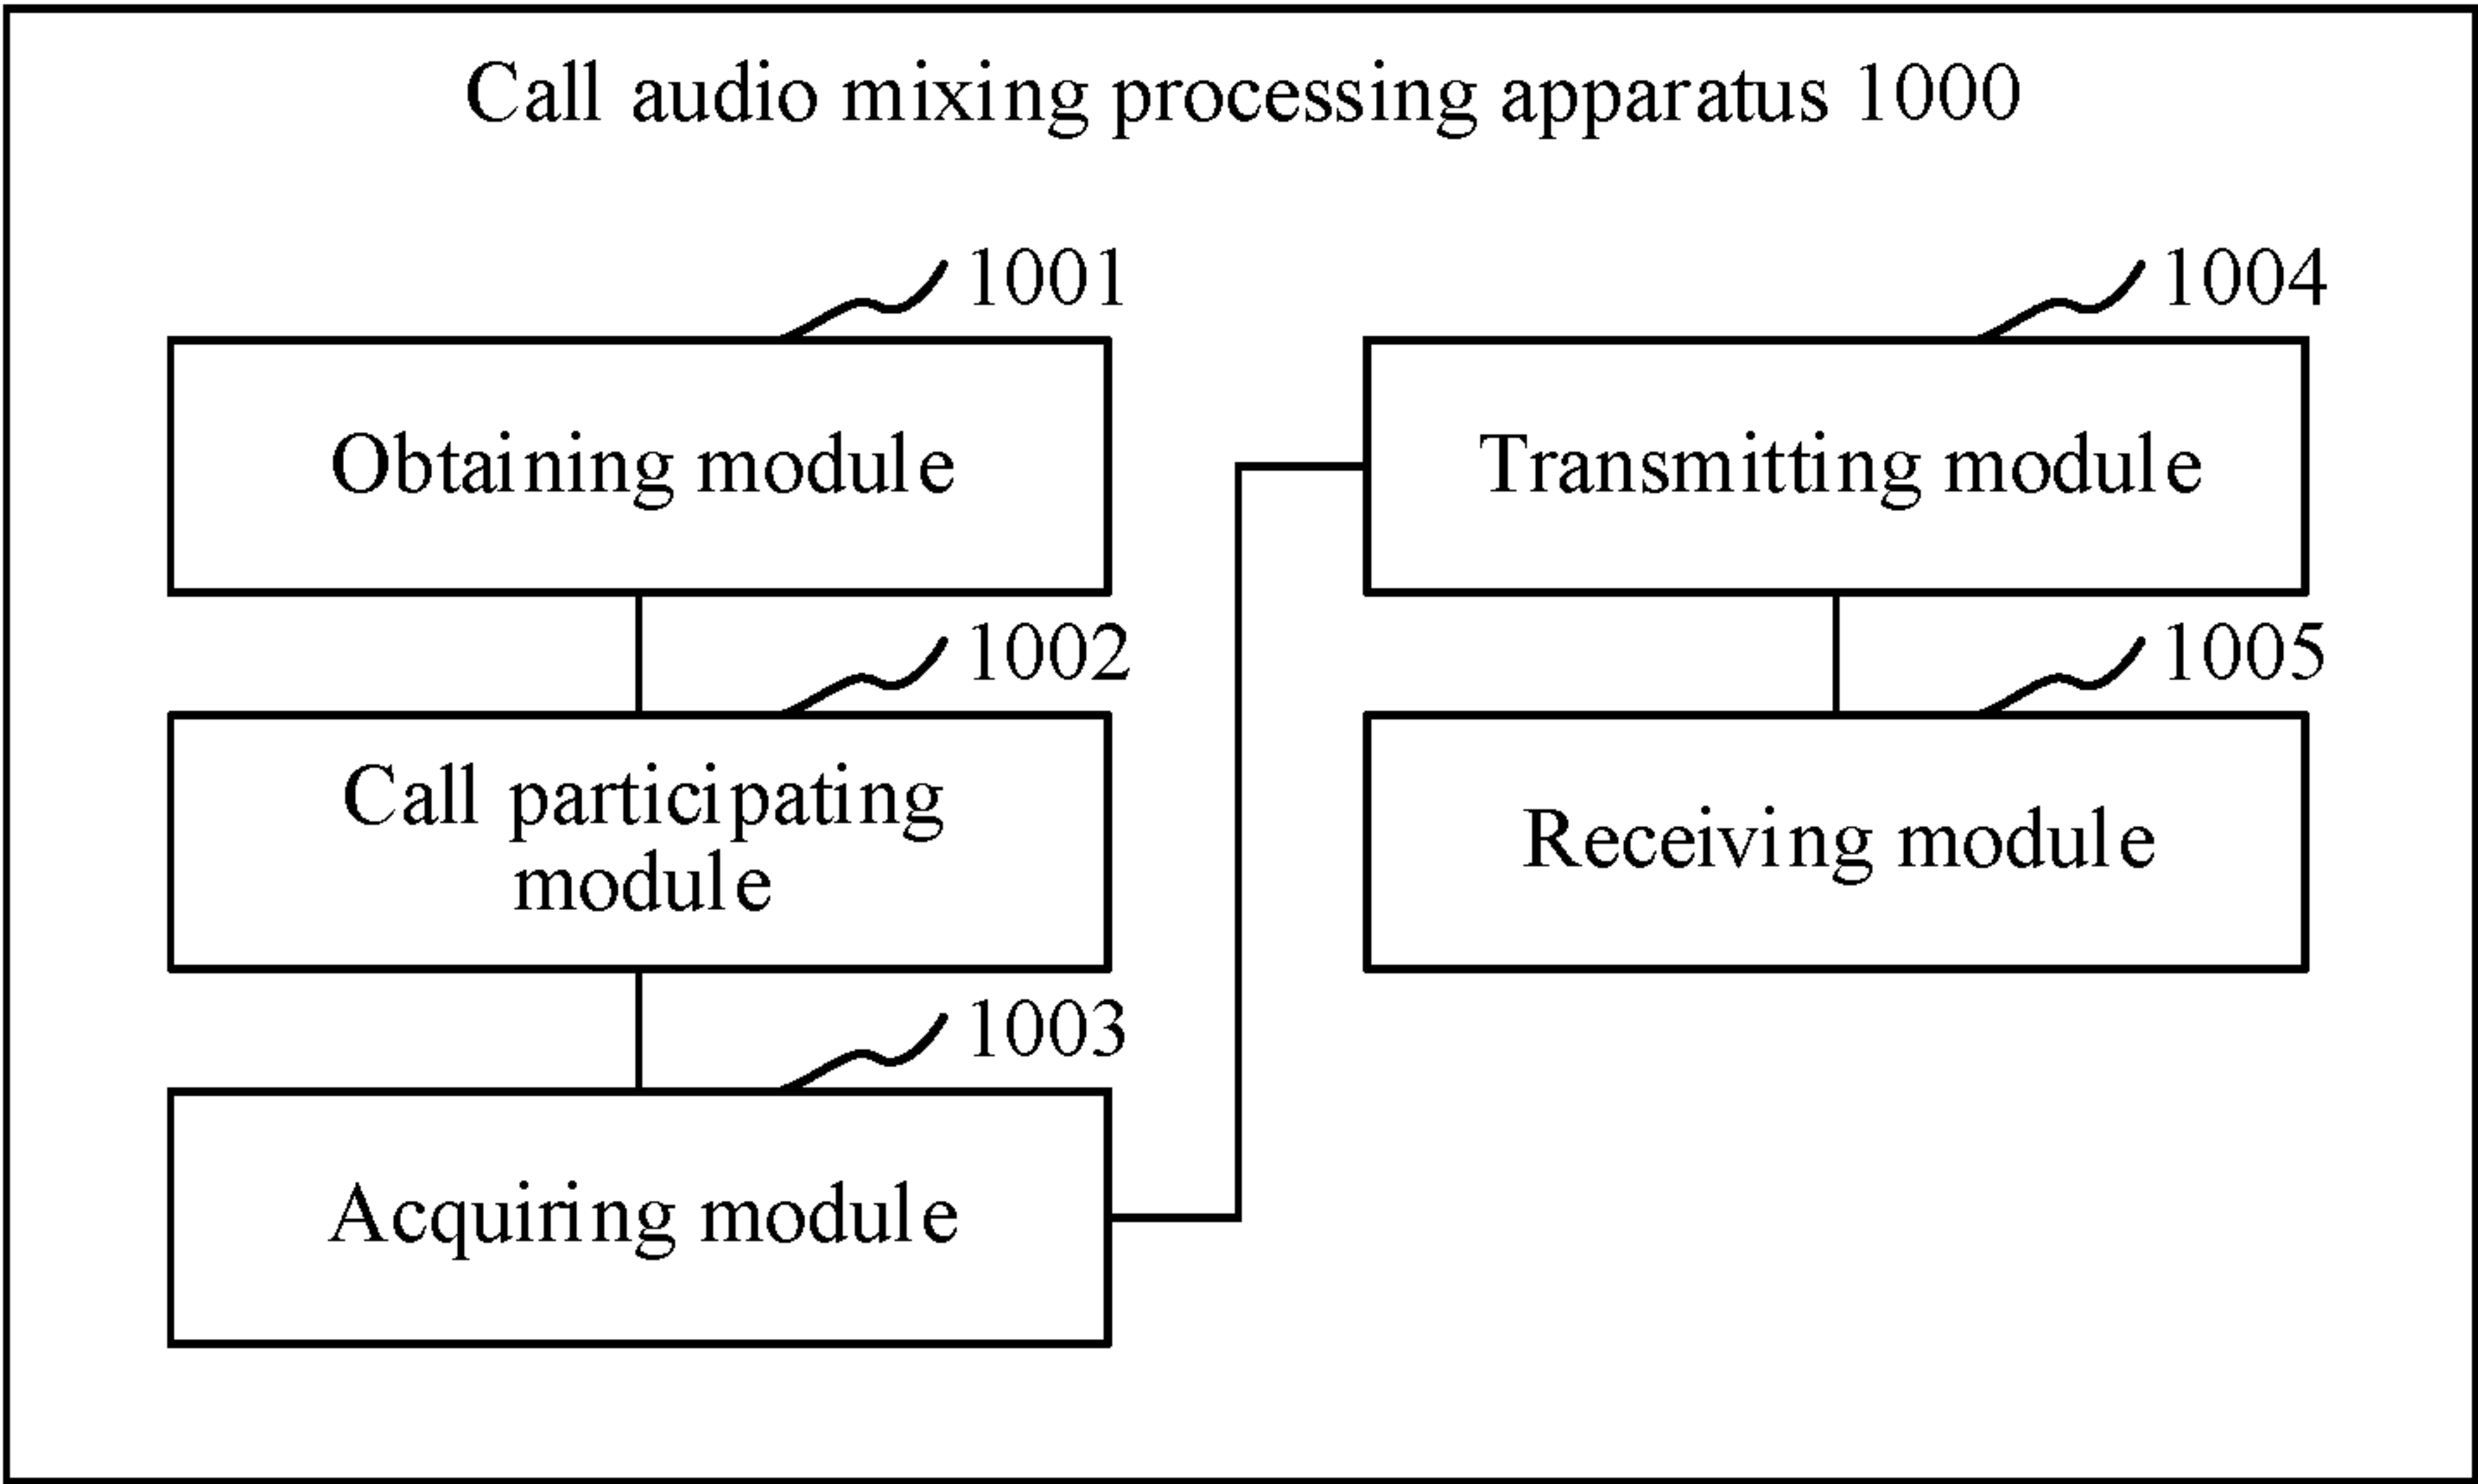 Call audio mixing processing apparatus 1000
1001
Obtaining module
1002
Call participating
module
1003
Acquiring module
1004
Transmitting module
1005
Receiving module